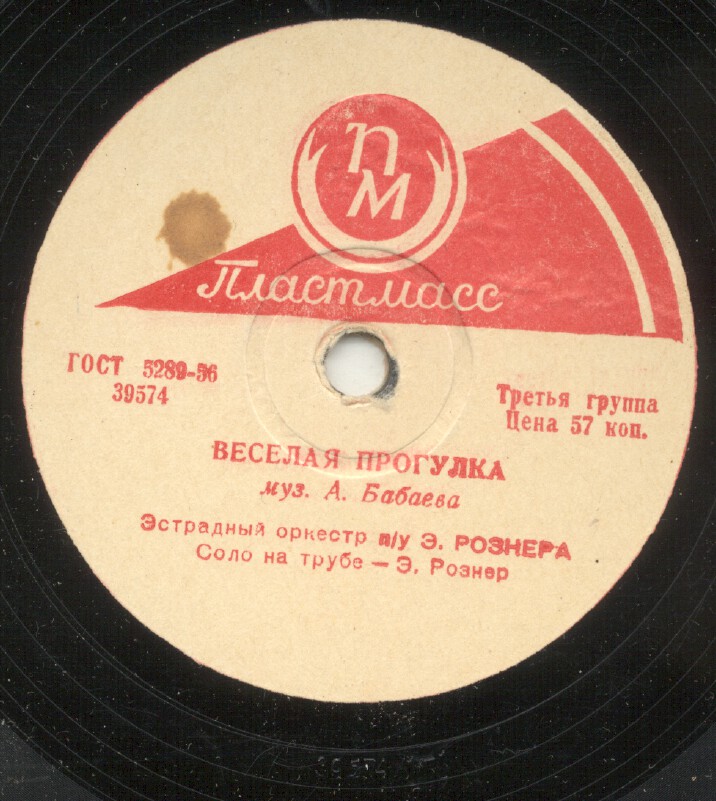 ПМ
Пластмасс
ГОСТ 5289-56
39574
Третья группа
Цена 57 коп.
ВЕСЕЛАЯ ПРОГУЛКА
муз. А. Бабаева
Эстрадный оркестр п/у Э. РОЗНЕРА
Соло на трубе — Э. Рознер